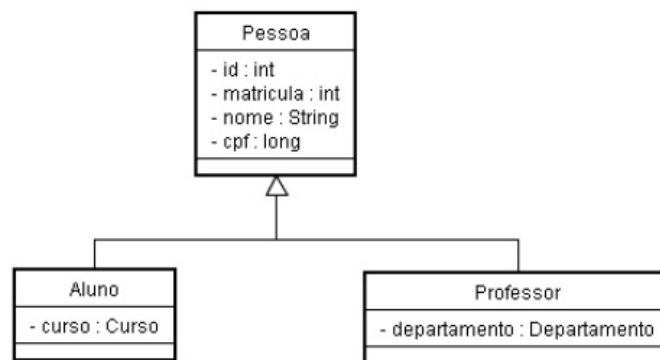 Pessoa
- id : int
- matricula : int
- nome : String
- cpf : long
Aluno
- curso : Curso
Professor
- departamento : Departamento